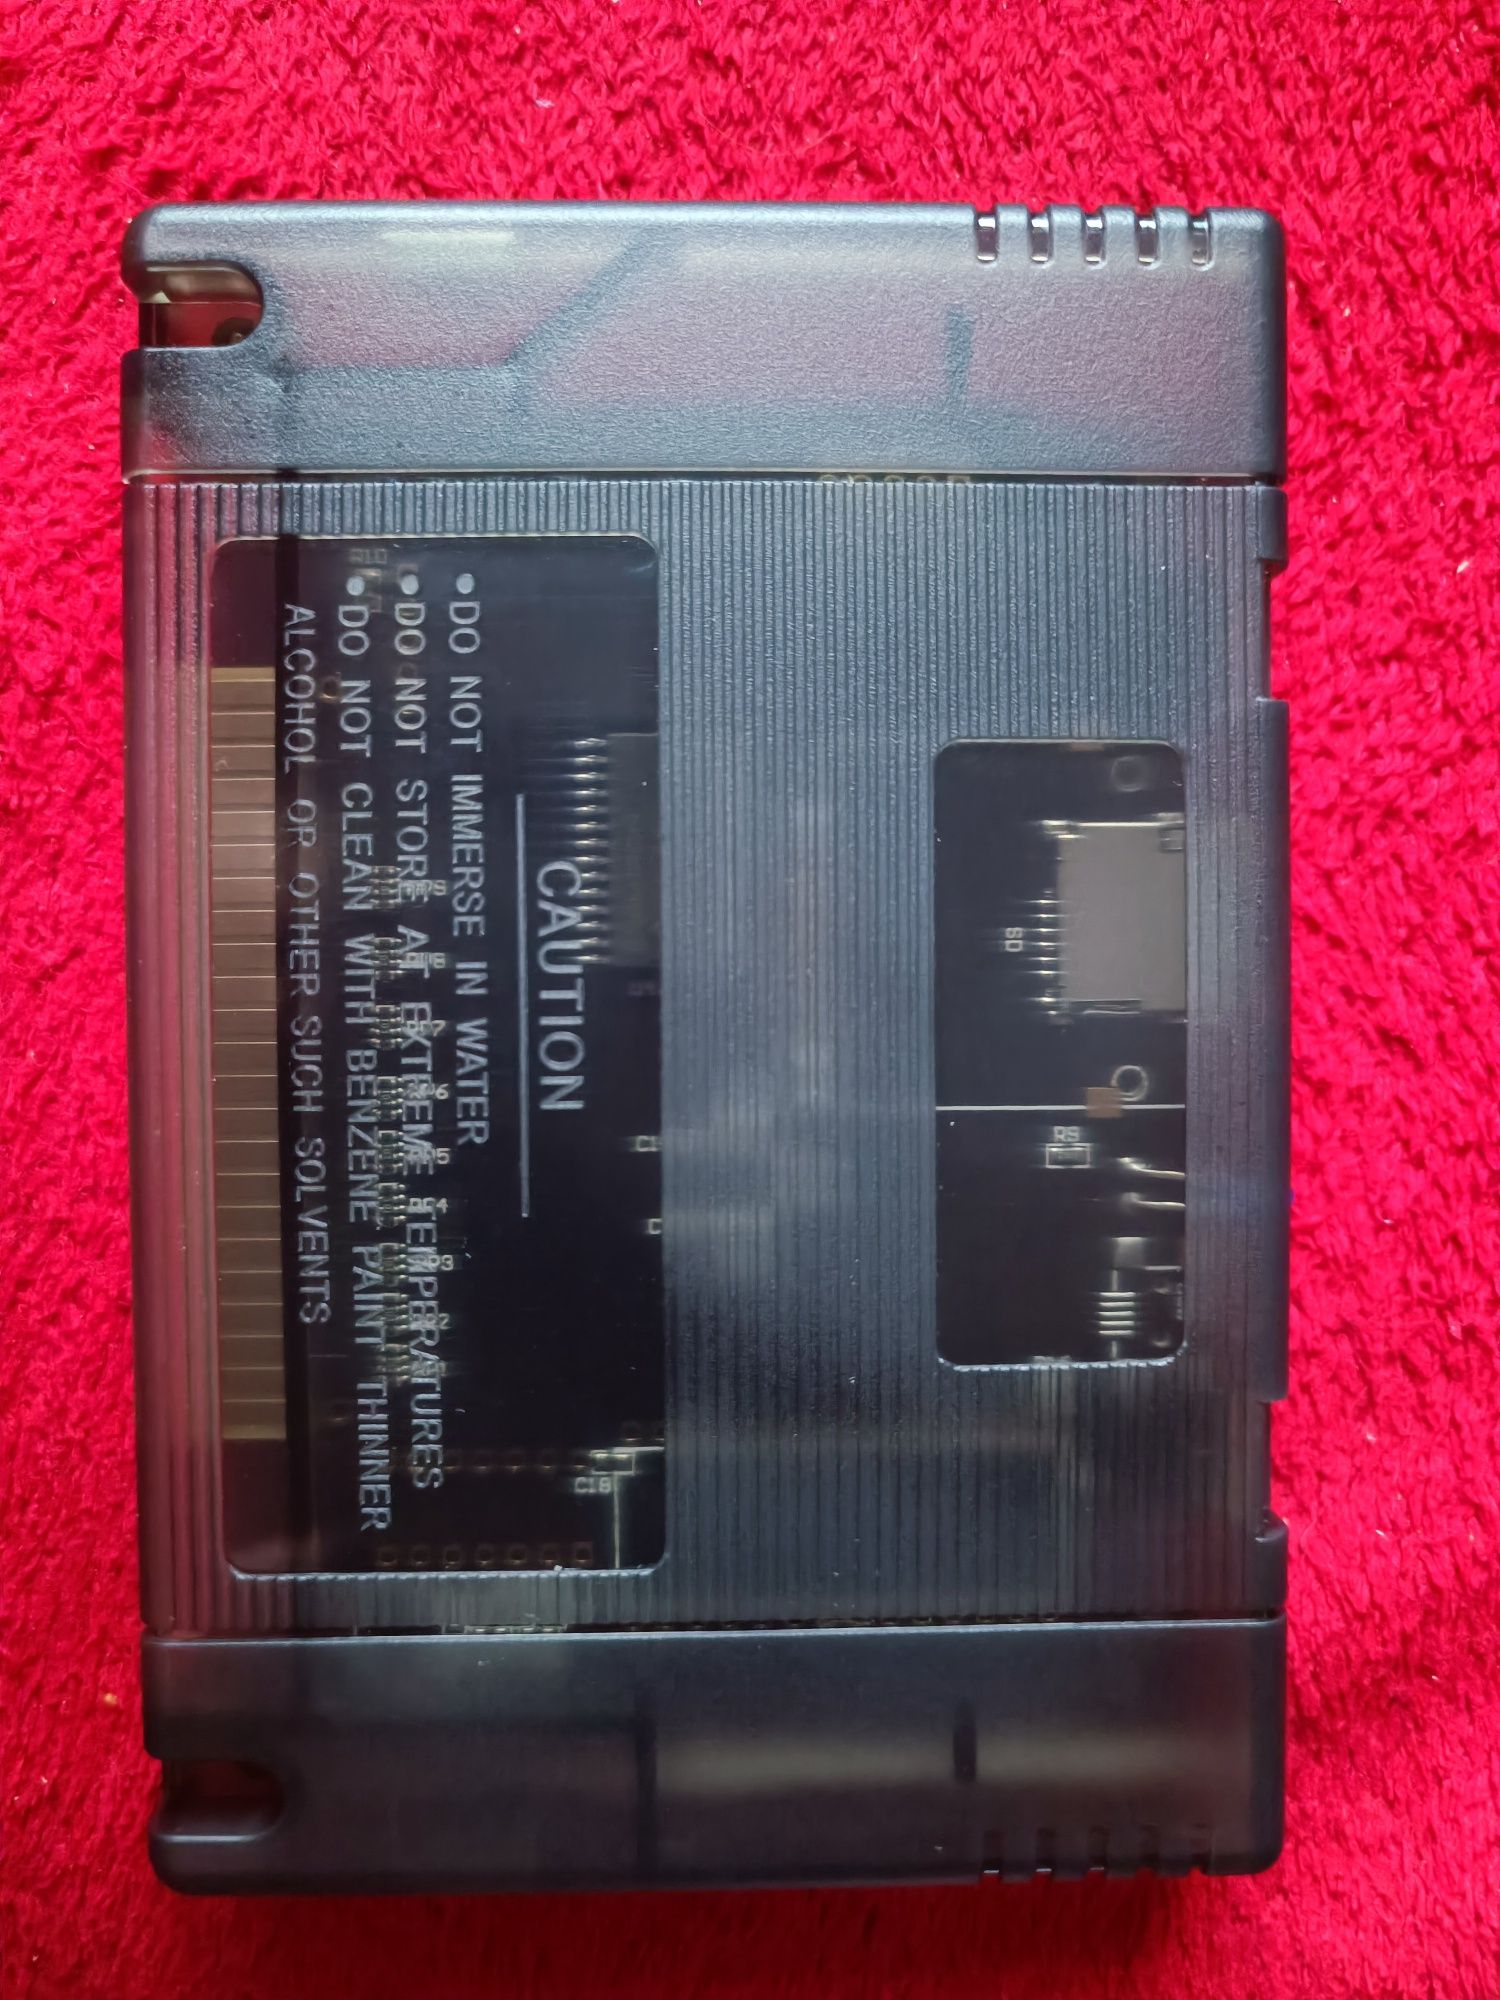 CAUTION
●DO NOT IMMERSE IN WATER
●DO NOT STORE AT EXTREME TEMPERATURES
●DO NOT CLEAN WITH BENZENE PAINT THINNER
ALCOHOL OR OTHER SUCH SOLVENTS
SD
R9
C18
R10